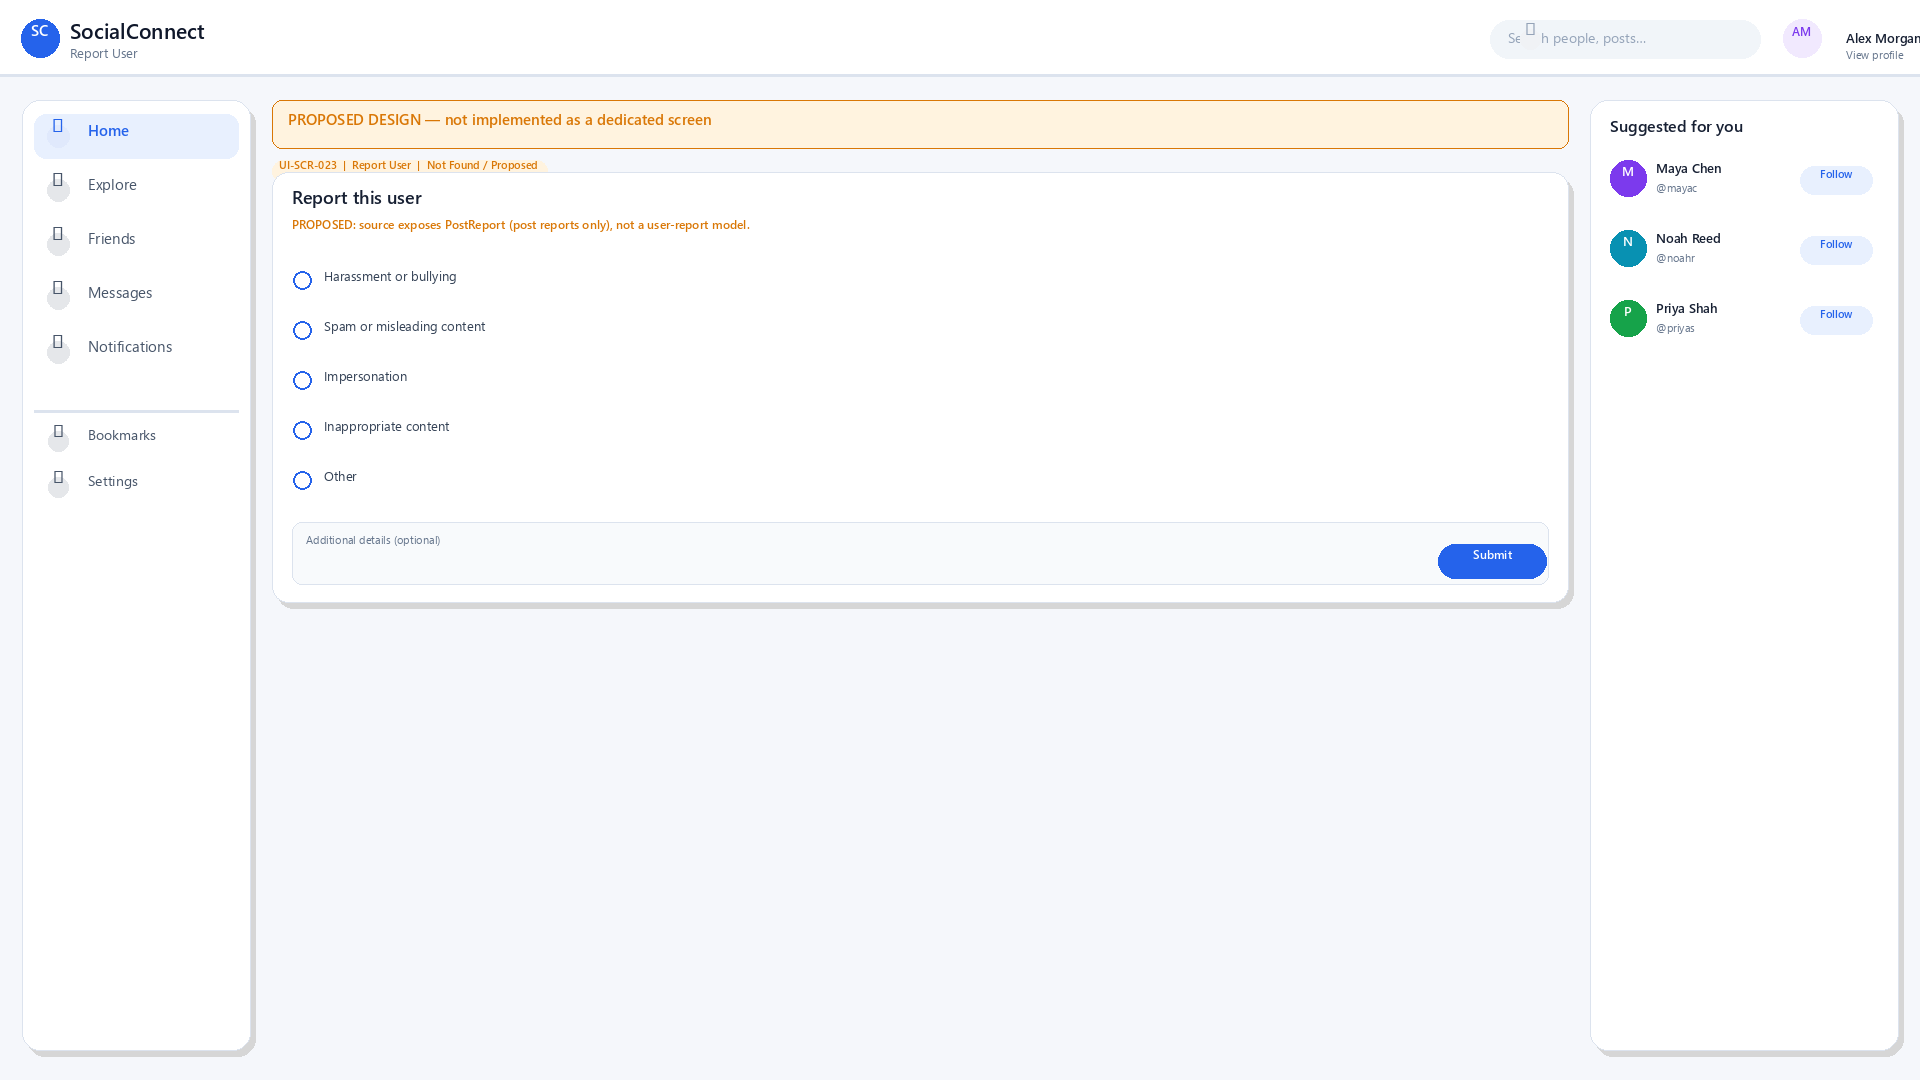 SC
SocialConnect
Report User
Se h people, posts...
AM
Alex Morgan
View profile
Home
Explore
Friends
Messages
Notifications
Bookmarks
Settings
PROPOSED DESIGN — not implemented as a dedicated screen
UI-SCR-023 | Report User | Not Found / Proposed
Report this user
PROPOSED: source exposes PostReport (post reports only), not a user-report model.
Harassment or bullying
Spam or misleading content
Impersonation
Inappropriate content
Other
Additional details (optional)
Submit
Suggested for you
M
Maya Chen
@mayac
Follow
N
Noah Reed
@noahr
Follow
P
Priya Shah
@priyas
Follow